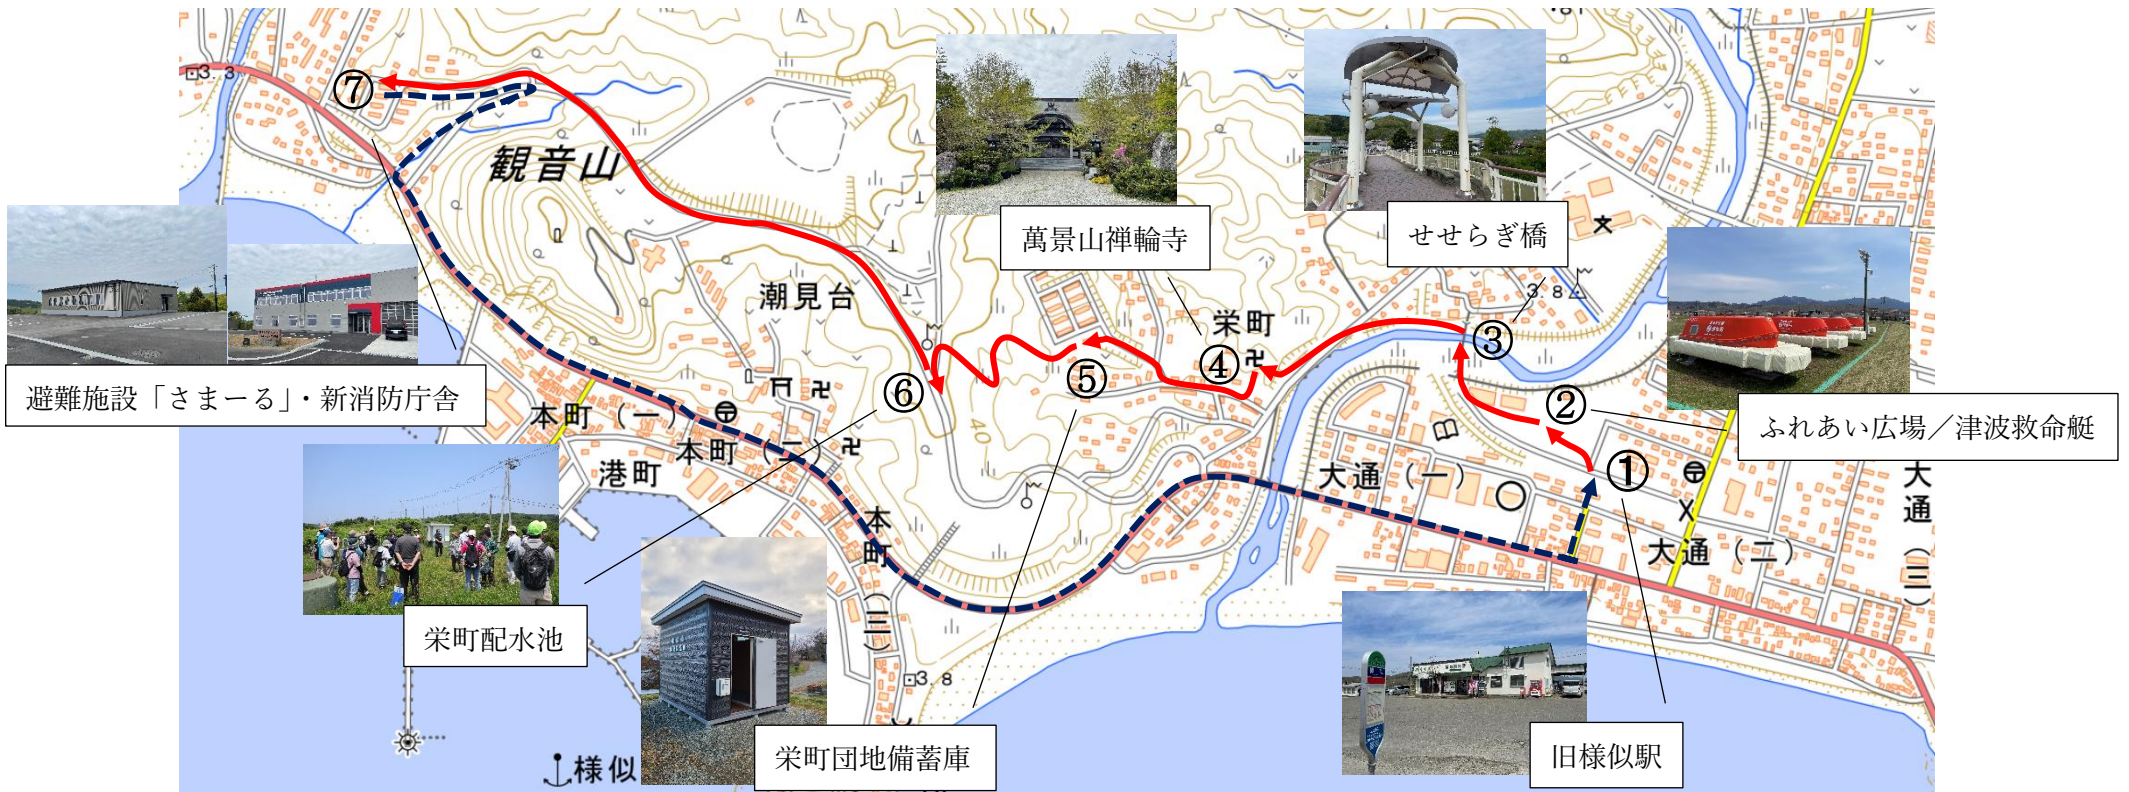 3.3
⑦
観音山
萬景山禅輪寺
せせらぎ橋
3.8
潮見台
栄町
③
④
⑤
⑥
②
①
避難施設「さまーる」・新消防庁舎
ふれあい広場／津波救命艇
本町（一）
本町（二）
港町
本町（三）
40
大通（一）
大通（二）
大通（三）
栄町配水池
3.8
栄町団地備蓄庫
旧様似駅
様似